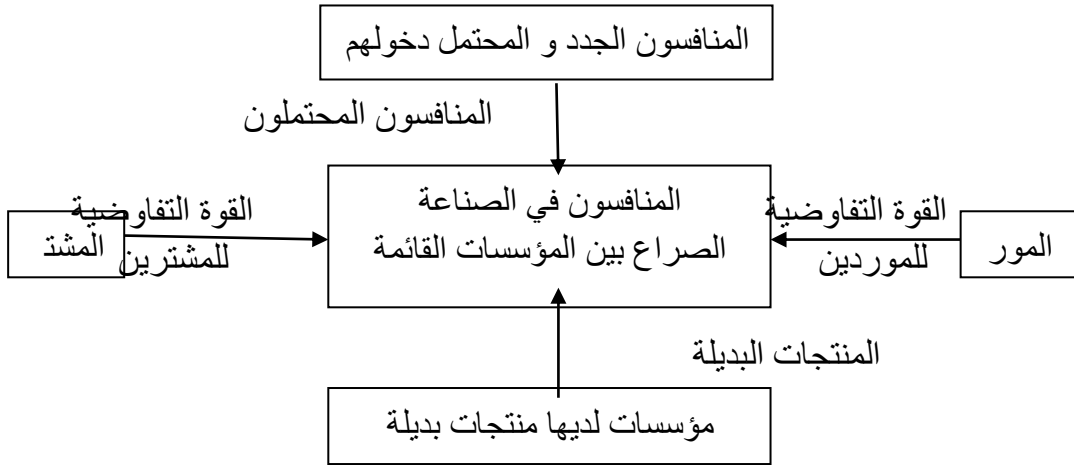 المنافسون الجدد و المحتمل دخولهم
المنافسون المحتملون
المنافسون في الصناعة
الصراع بين المؤسسات القائمة
القوة التفاوضية
للموردين
المور
القوة التفاوضية
للمشترين
المشت
المنتجات البديلة
مؤسسات لديها منتجات بديلة